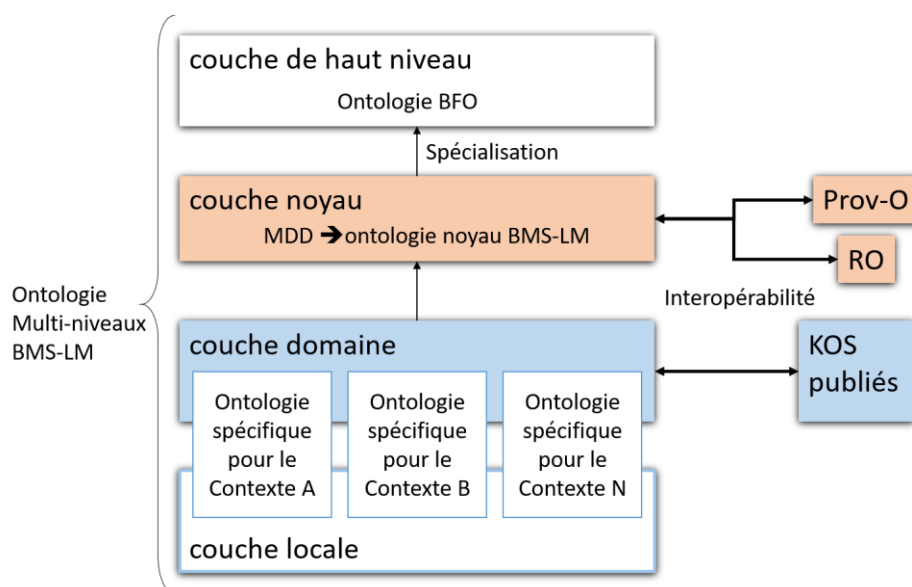 couche de haut niveau
Ontologie BFO
Spécialisation
couche noyau
MDD ➔ ontologie noyau BMS-LM
Prov-O
RO
Interopérabilité
Ontologie
Multi-niveaux
BMS-LM
couche domaine
KOS
publiés
Ontologie
spécifique
pour le
Contexte A
Ontologie
spécifique
pour le
Contexte B
Ontologie
spécifique
pour le
Contexte N
couche locale